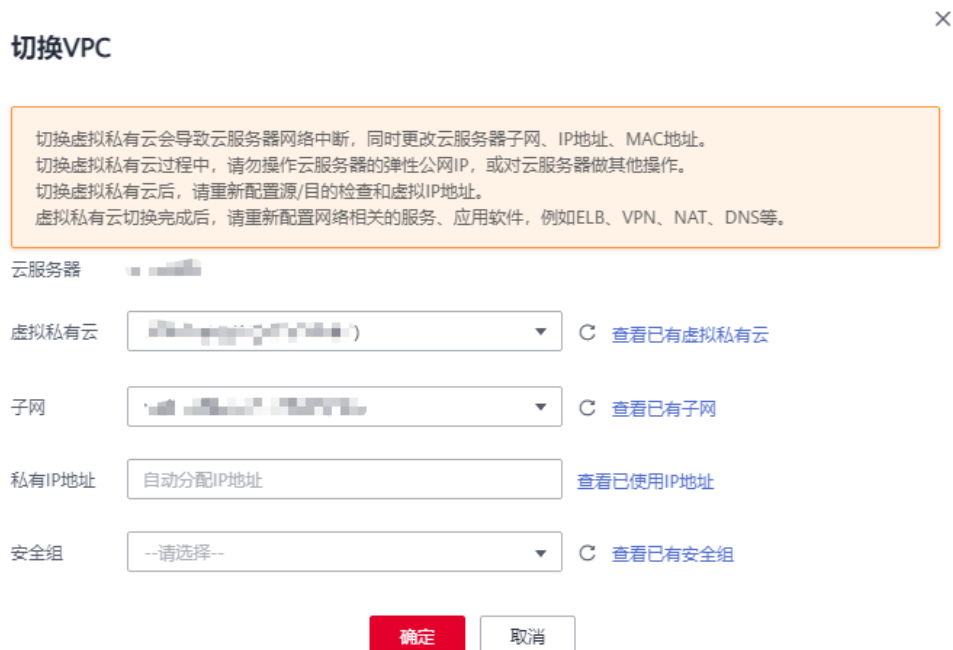 切换VPC
切换虚拟私有云会导致云服务器网络中断，同时更改云服务器子网、IP地址、MAC地址。
切换虚拟私有云过程中，请勿操作云服务器的弹性公网IP，或对云服务器做其他操作。
切换虚拟私有云后，请重新配置源/目的检查和虚拟IP地址。
虚拟私有云切换完成后，请重新配置网络相关的服务、应用软件，例如ELB、VPN、NAT、DNS等。
云服务器
虚拟私有云 ) 查看已有虚拟私有云
子网 查看已有子网
私有IP地址 自动分配IP地址 查看已使用IP地址
安全组 --请选择-- 查看已有安全组
确定 取消